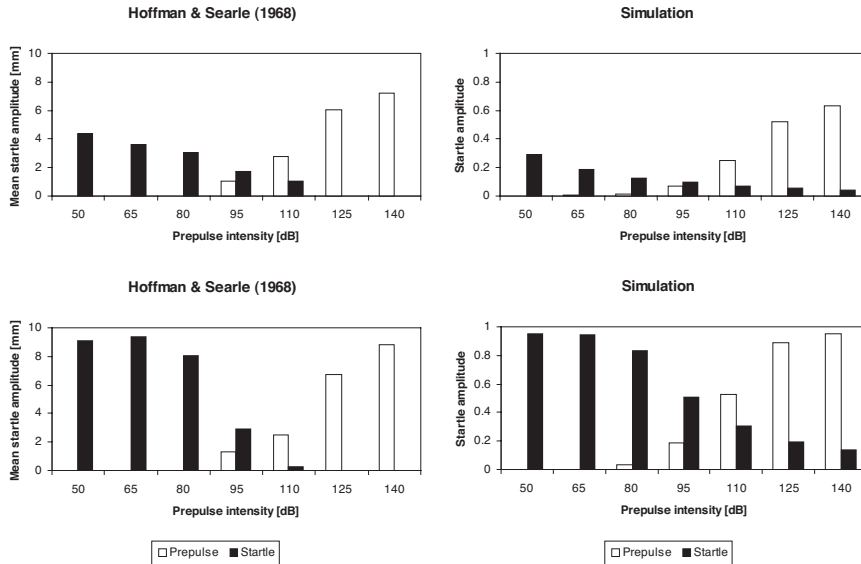 Hoffman & Searle (1968)
Mean startle amplitude [mm]
10
8
6
4
2
0
50 65 80 95 110 125 140
Prepulse intensity [dB]
Simulation
Startle amplitude
1
0.8
0.6
0.4
0.2
0
50 65 80 95 110 125 140
Prepulse intensity [dB]
Hoffman & Searle (1968)
Mean startle amplitude [mm]
10
8
6
4
2
0
50 65 80 95 110 125 140
Prepulse intensity [dB]
Prepulse Startle
Simulation
Startle amplitude
1
0.8
0.6
0.4
0.2
0
50 65 80 95 110 125 140
Prepulse intensity [dB]
Prepulse Startle